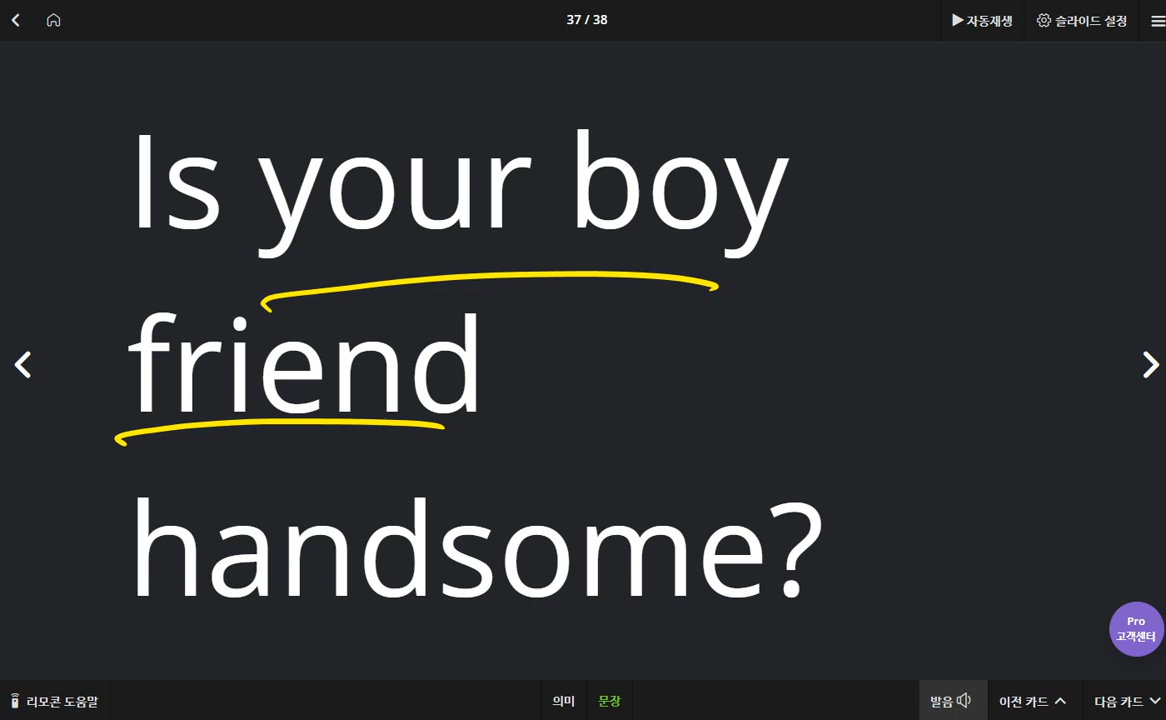 37 / 38
자동재생
슬라이드 설정
Is your boy
friend
handsome?
Pro
고객센터
리모콘 도움말
의미
문장
발음
이전 카드
다음 카드